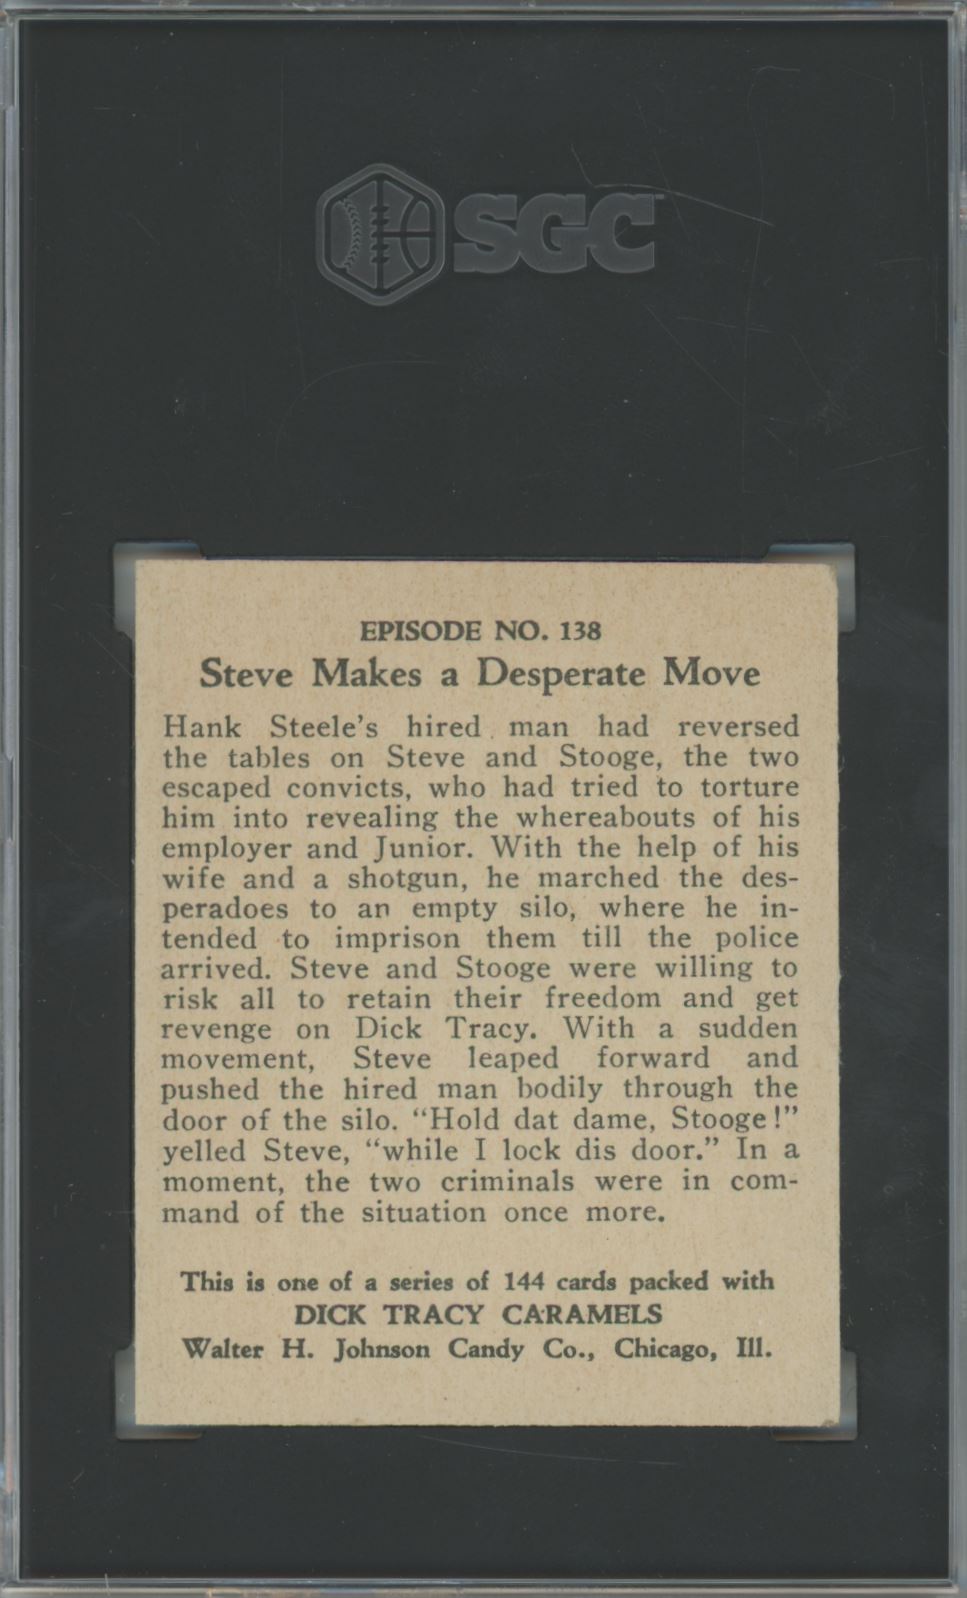 SGC
EPISODE NO. 138
Steve Makes a Desperate Move
Hank Steele's hired man had reversed
the tables on Steve and Stooge, the two
escaped convicts, who had tried to torture
him into revealing the whereabouts of his
employer and Junior. With the help of his
wife and a shotgun, he marched the des-
peradoes to an empty silo, where he in-
tended to imprison them till the police
arrived. Steve and Stooge were willing to
risk all to retain their freedom and get
revenge on Dick Tracy. With a sudden
movement, Steve leaped forward and
pushed the hired man bodily through the
door of the silo. "Hold dat dame, Stooge!"
yelled Steve, "while I lock dis door." In a
moment, the two criminals were in com-
mand of the situation once more.
This is one of a series of 144 cards packed with
DICK TRACY CARAMELS
Walter H. Johnson Candy Co., Chicago, Ill.